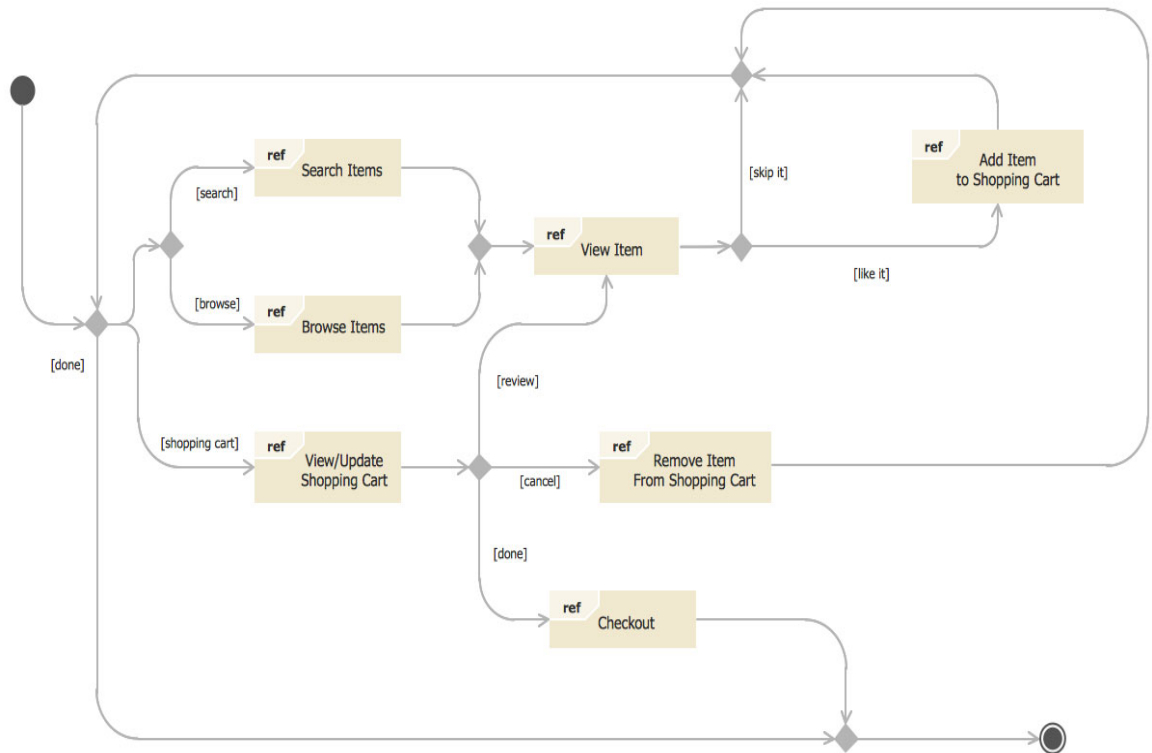 ref
Search Items
[search]
ref
Add Item
to Shopping Cart
[skip it]
ref
View Item
[like it]
[browse]
ref
Browse Items
[done]
[review]
[shopping cart]
ref
View/Update
Shopping Cart
[cancel]
ref
Remove Item
From Shopping Cart
[done]
ref
Checkout